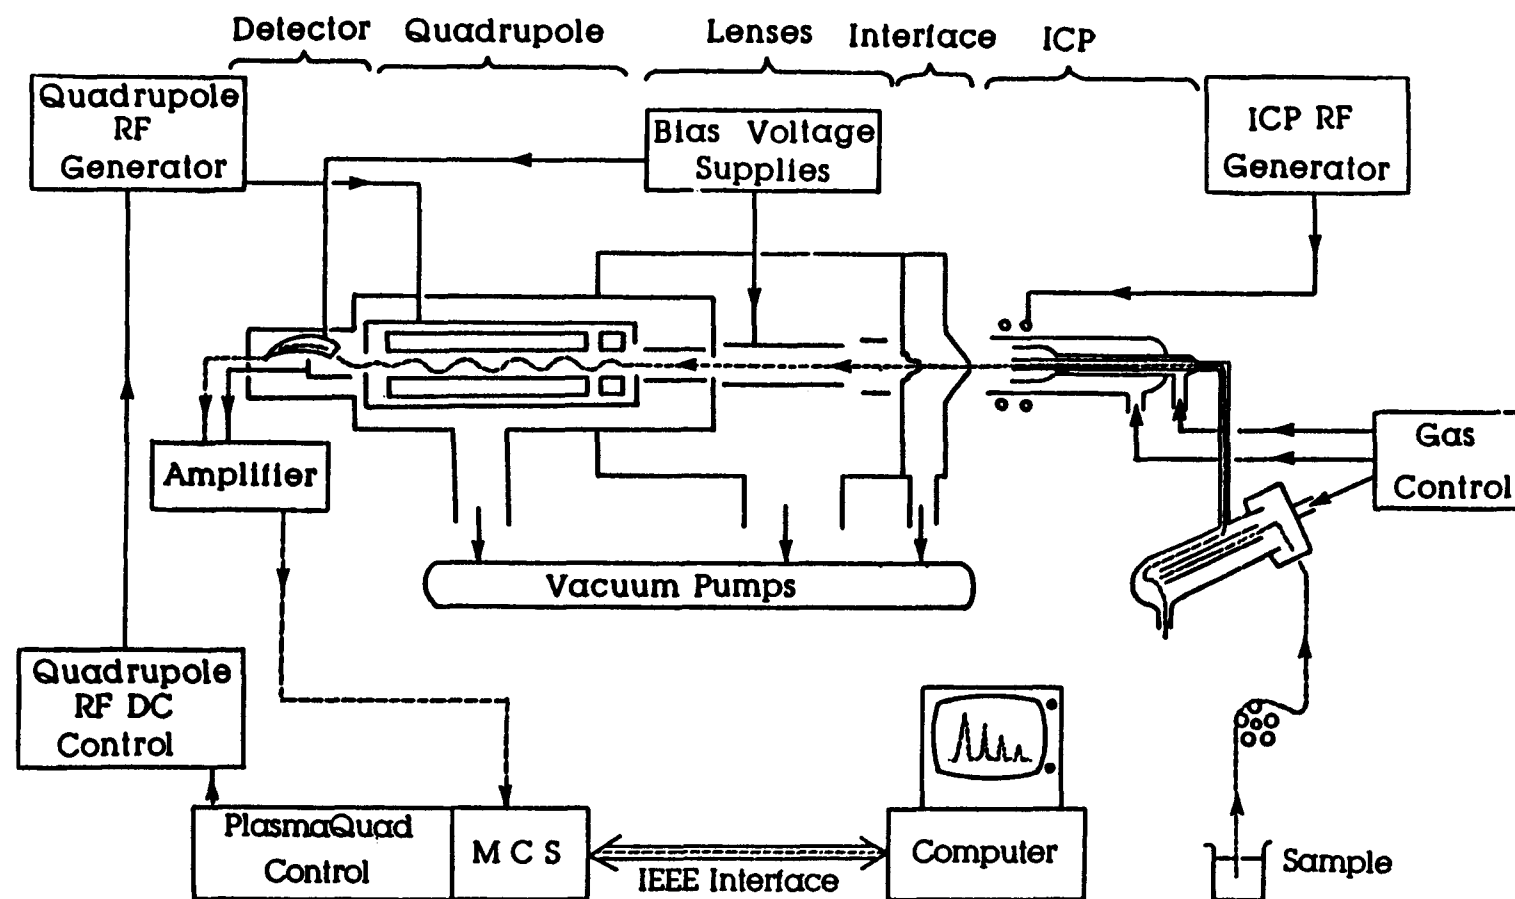 Detector Quadrupole Lenses Interface ICP
Quadrupole
RF
Generator
Bias Voltage
Supplies
ICP RF
Generator
Amplifier
Gas
Control
Vacuum Pumps
Quadrupole
RF DC
Control
PlasmaQuad
Control
M C S
IEEE Interface
Computer
Sample